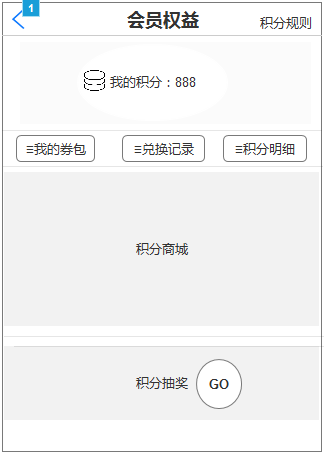 1
会员权益
积分规则
我的积分：888
≡我的券包
≡兑换记录
≡积分明细
积分商城
积分抽奖
GO